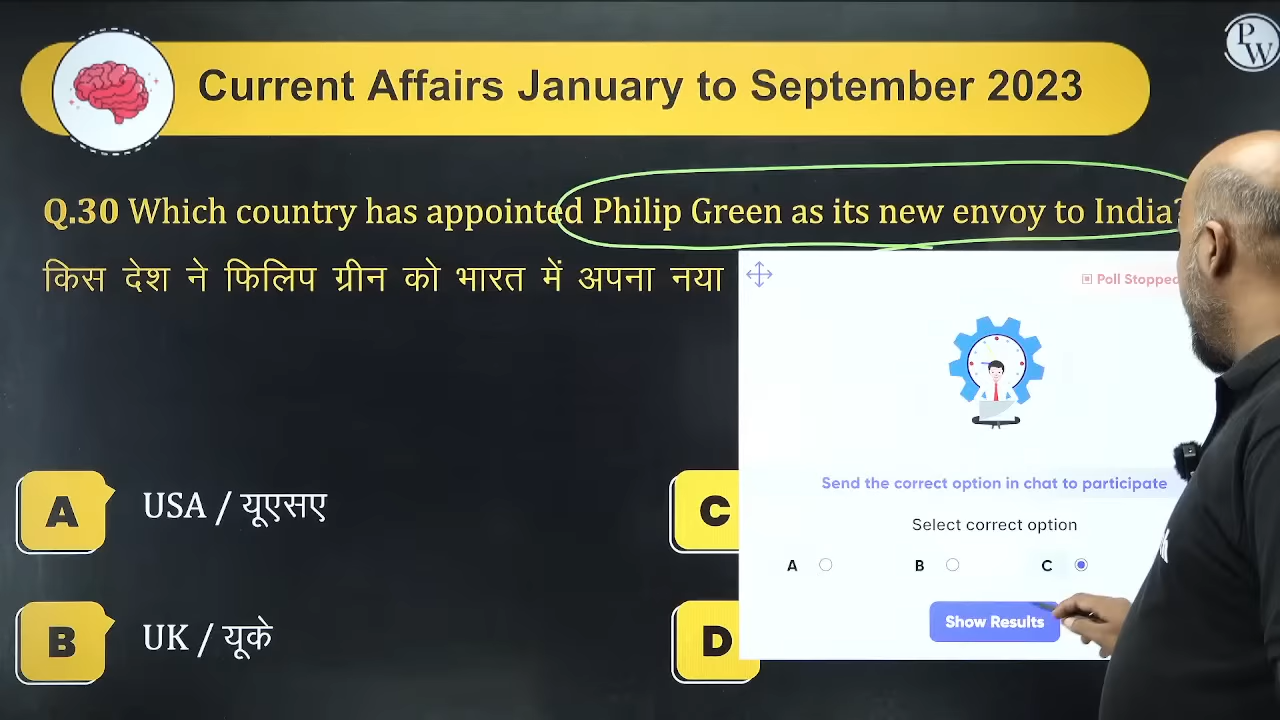 Current Affairs January to September 2023
PW
Q.30 Which country has appointed Philip Green as its new envoy to India?
किस देश ने फिलिप ग्रीन को भारत में अपना नया
Poll Stopped
Send the correct option in chat to participate
Select correct option
A B C
Show Results
A USA / यूएसए
C
B UK / यूके
D